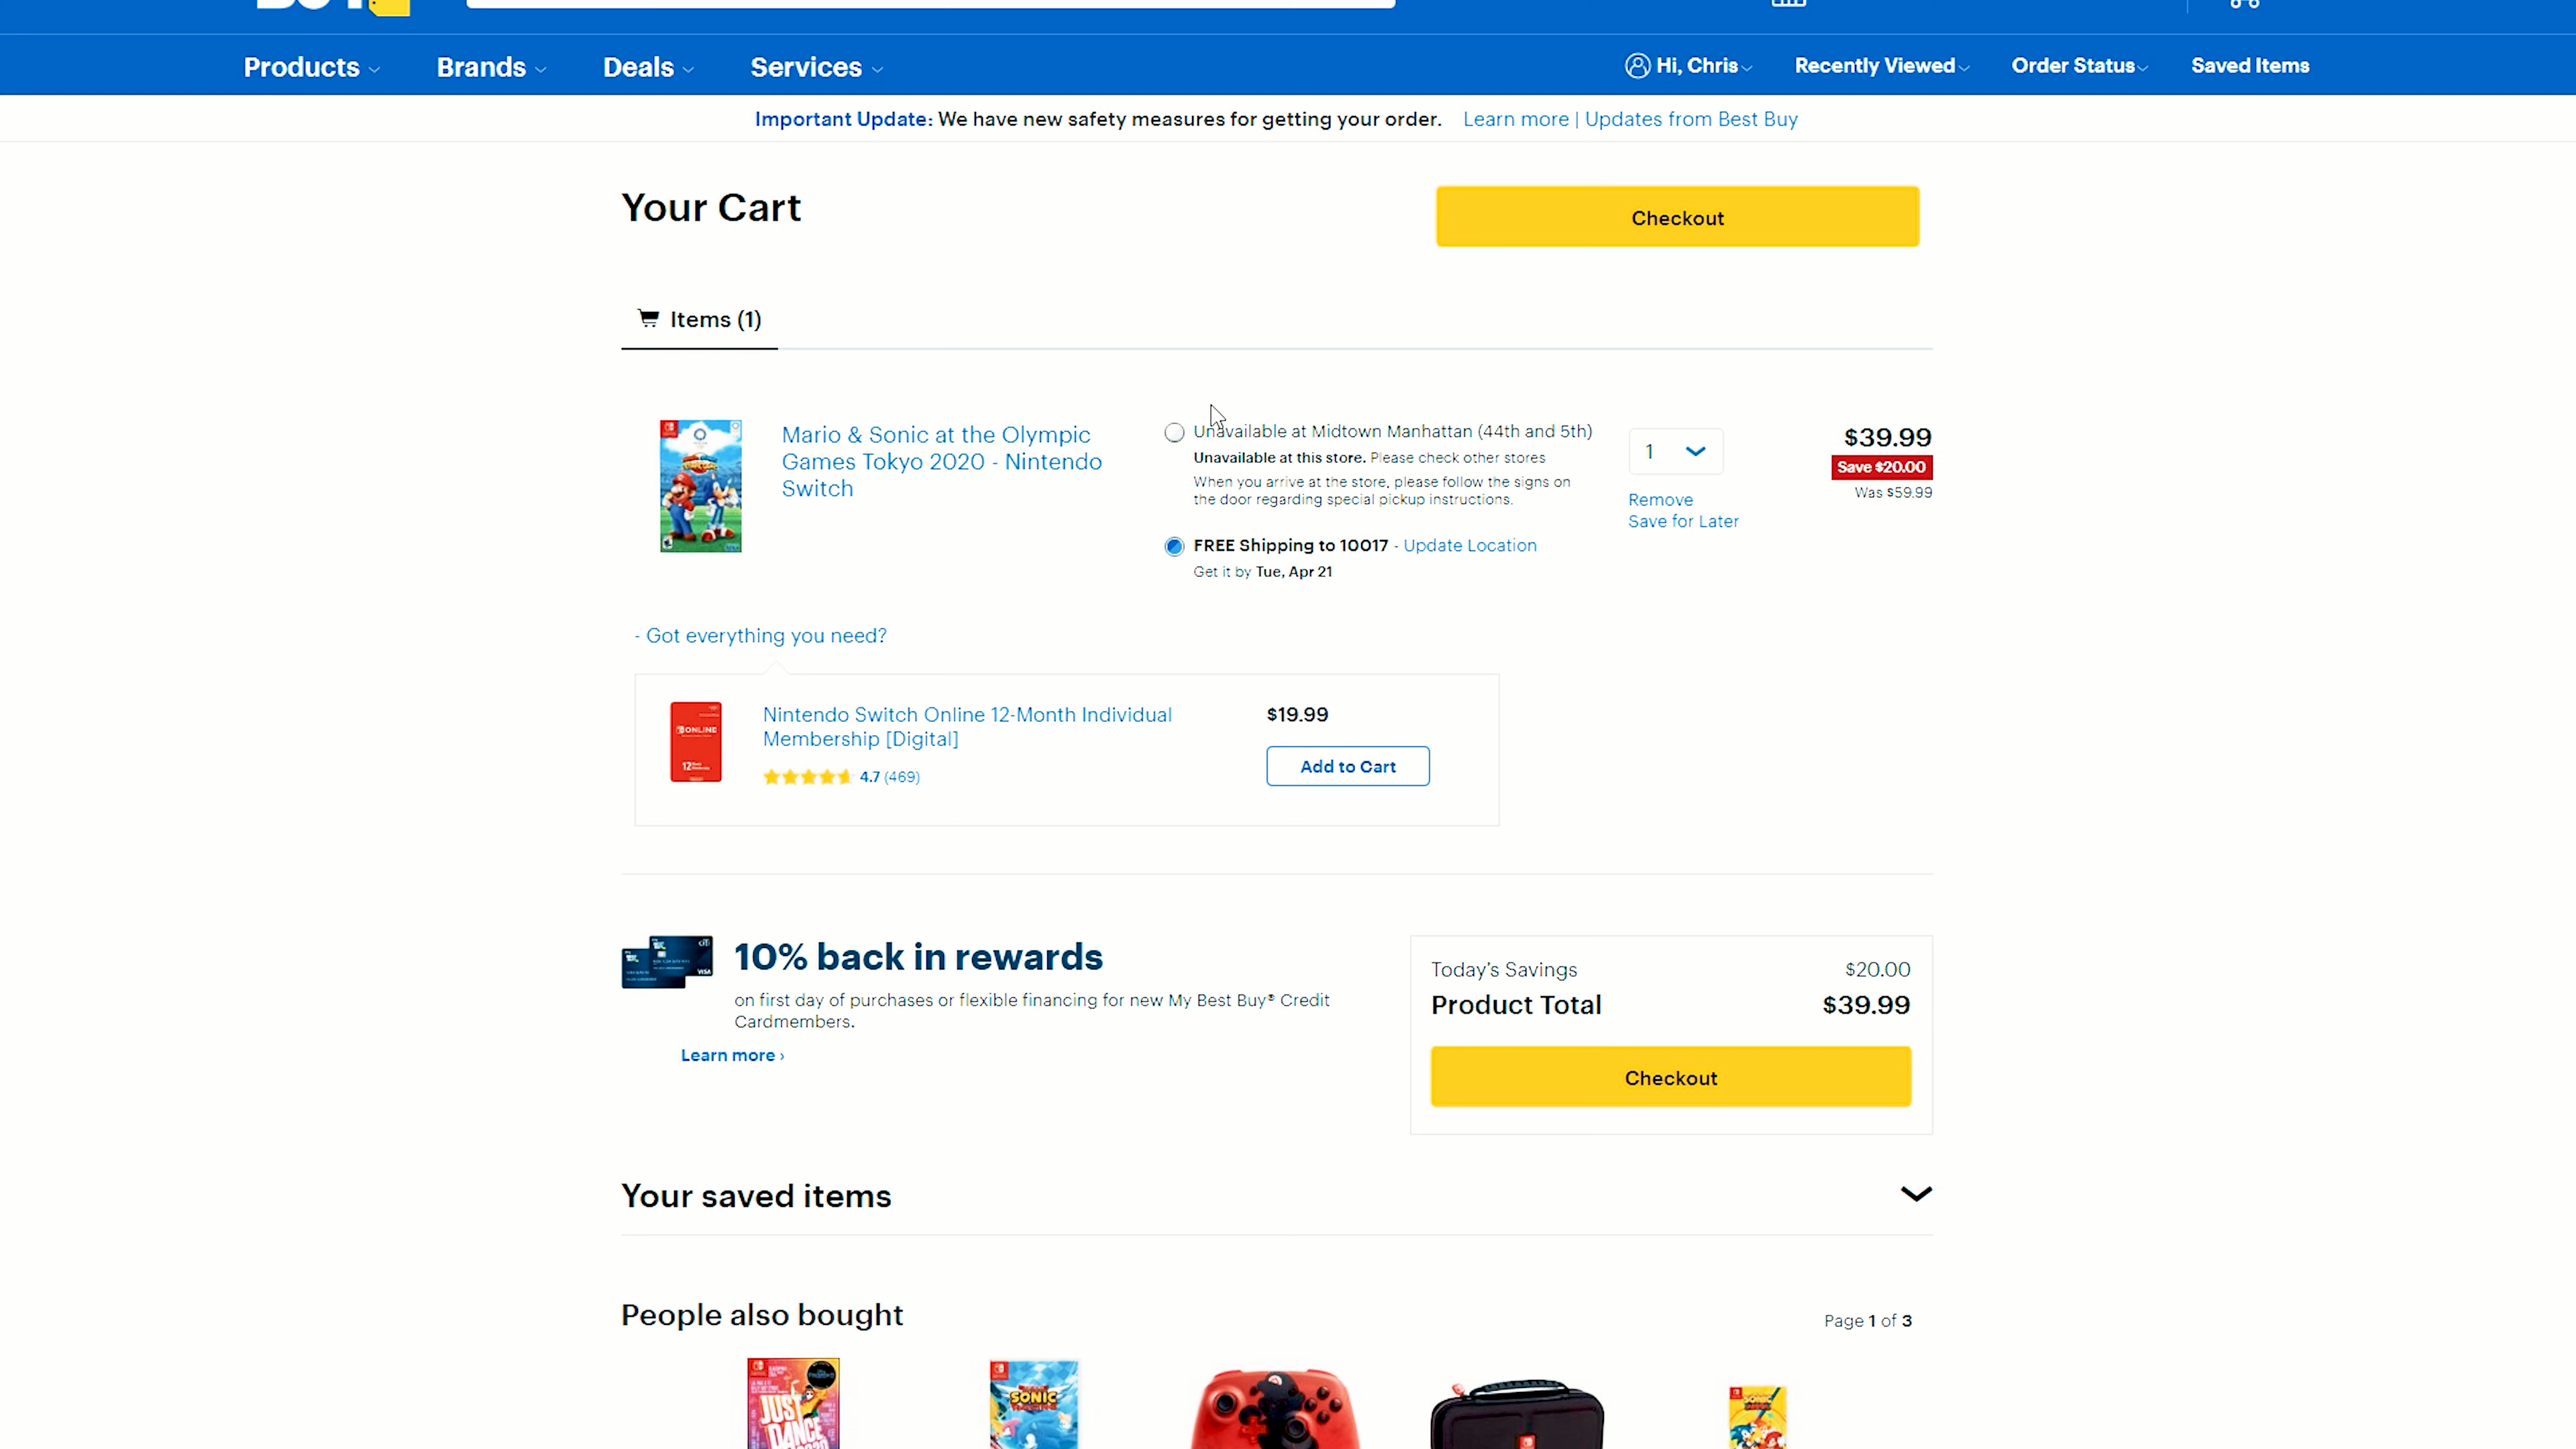 Products
Brands
Deals
Services
Hi, Chris
Recently Viewed
Order Status
Saved Items
Important Update: We have new safety measures for getting your order. Learn more | Updates from Best Buy
Your Cart
Checkout
Items (1)
Mario & Sonic at the Olympic
Games Tokyo 2020 - Nintendo
Switch
Unavailable at Midtown Manhattan (44th and 5th)
Unavailable at this store. Please check other stores
When you arrive at the store, please follow the signs on
the door regarding special pickup instructions.
FREE Shipping to 10017 - Update Location
Get it by Tue, Apr 21
1
Remove
Save for Later
$39.99
Save $20.00
Was $59.99
- Got everything you need?
ONLINE
12
Nintendo Switch Online 12-Month Individual
Membership [Digital]
4.7 (469)
$19.99
Add to Cart
VISA
10% back in rewards
on first day of purchases or flexible financing for new My Best Buy® Credit
Cardmembers.
Learn more ›
Today's Savings $20.00
Product Total $39.99
Checkout
Your saved items
People also bought
Page 1 of 3
JUST
DANCE
SONIC